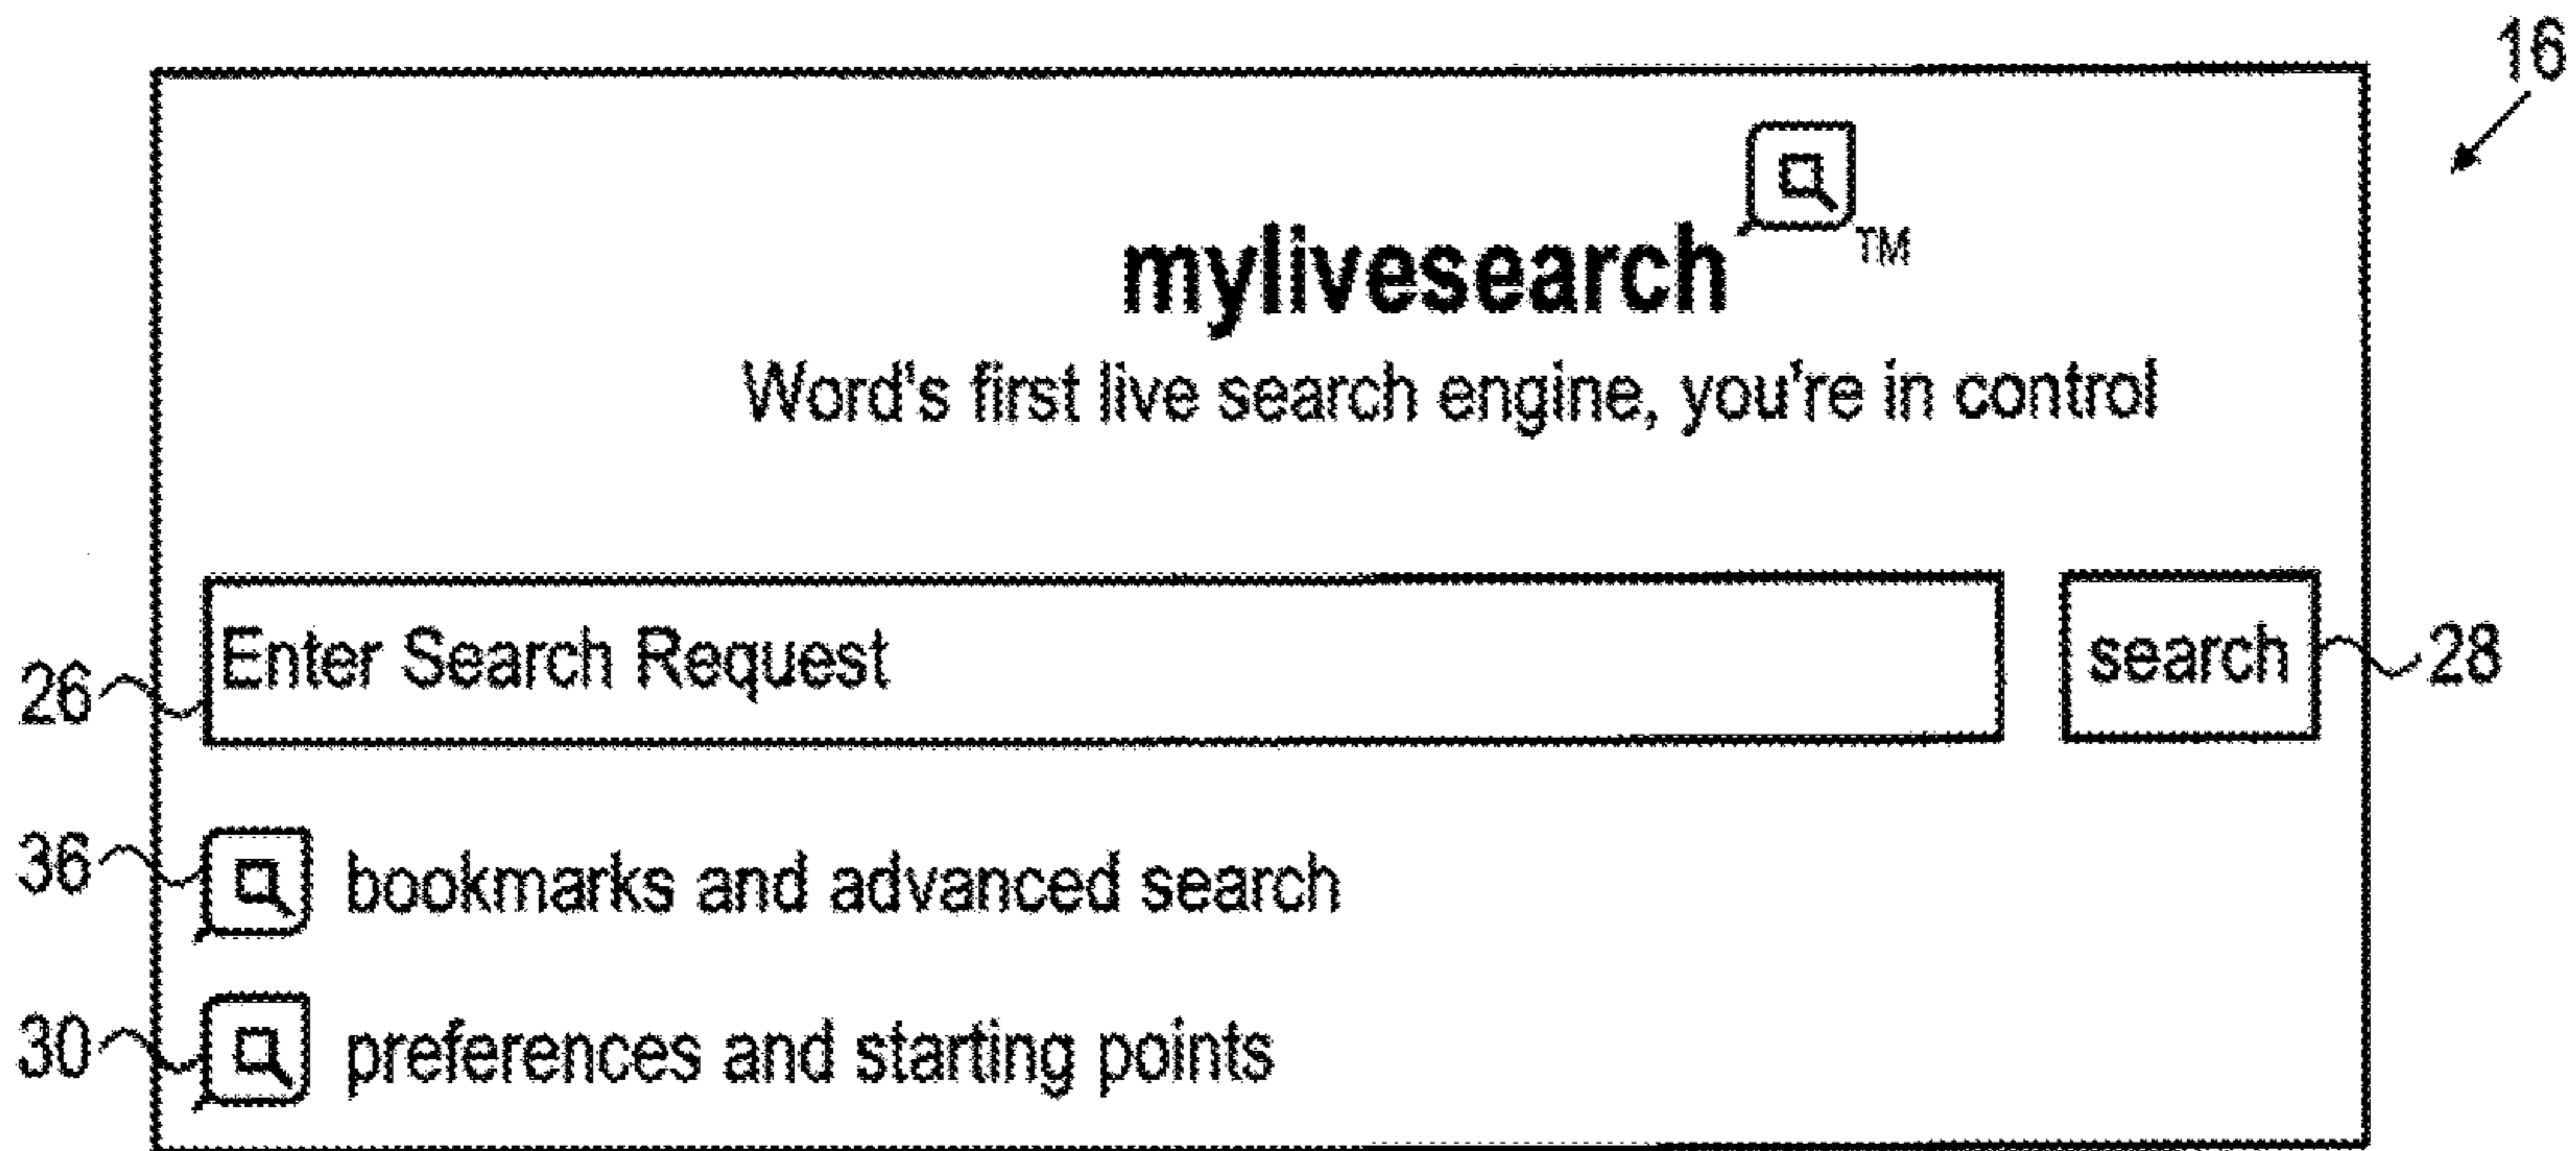 16
mylivesearch TM
Word's first live search engine, you're in control
26 Enter Search Request search 28
36 bookmarks and advanced search
30 preferences and starting points